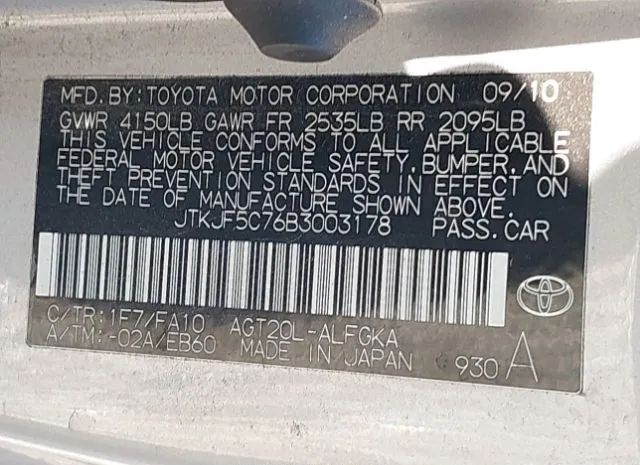 MFD.BY:TOYOTA MOTOR CORPORATION 09/10
GVWR 4150LB GAWR FR 2535LB RR 2095LB
THIS VEHICLE CONFORMS TO ALL APPLICABLE
FEDERAL MOTOR VEHICLE SAFETY,BUMPER,AND
THEFT PREVENTION STANDARDS IN EFFECT ON
THE DATE OF MANUFACTURE SHOWN ABOVE.
JTKJF5C76B3003178 PASS.CAR
C/TR:1F7/FA10 AGT20L-ALFGKA
A/TM:-02A/EB60 MADE IN JAPAN 930 A